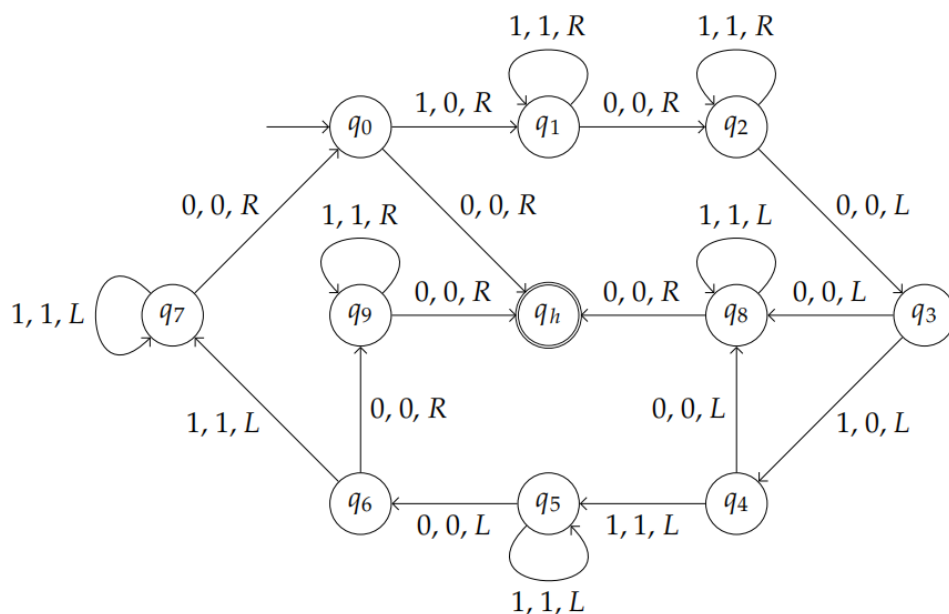 1, 1, R 1, 1, R
q0 1, 0, R q1 0, 0, R q2
0, 0, R 1, 1, R 0, 0, R 1, 1, L 0, 0, L
1, 1, L q7 q9 0, 0, R qh 0, 0, R q8 0, 0, L q3
1, 1, L 0, 0, R 0, 0, L 1, 0, L
q6 0, 0, L q5 1, 1, L q4
1, 1, L